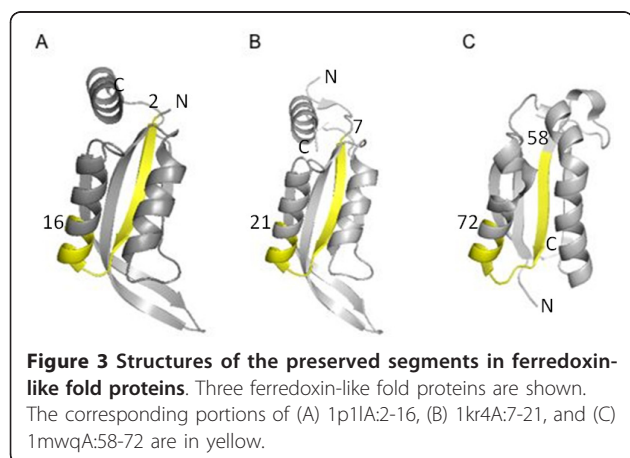 A
B
C
C
2
N
16
N
7
C
21
58
72
C
N
Figure 3 Structures of the preserved segments in ferredoxin-
like fold proteins. Three ferredoxin-like fold proteins are shown.
The corresponding portions of (A) 1p1lA:2-16, (B) 1kr4A:7-21, and (C)
1mwqA:58-72 are in yellow.